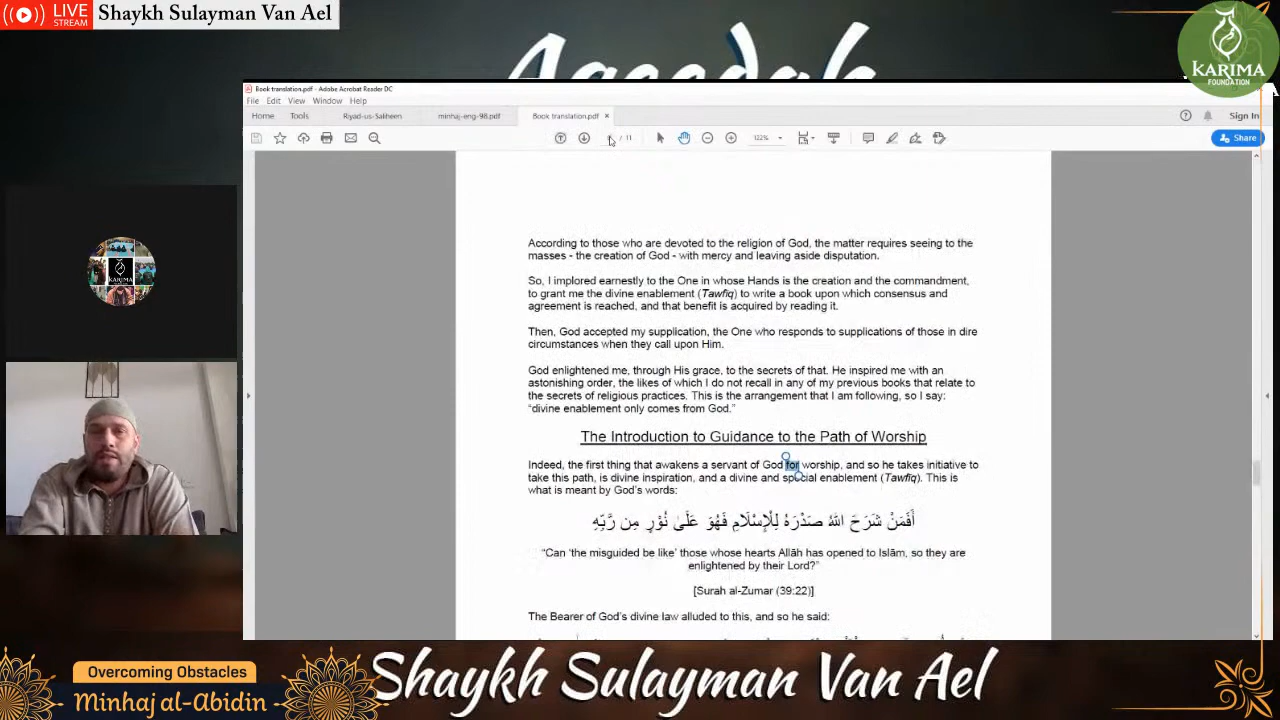 LIVE
STREAM
Shaykh Sulayman Van Ael
Aqeedah
KARIMA
FOUNDATION
Book translation.pdf - Adobe Acrobat Reader DC
File Edit View Window Help
Home Tools Riyad-us-Saliheen minhaj-eng-98.pdf Book translation.pdf × Sign In
/ 11 122% Share
According to those who are devoted to the religion of God, the matter requires seeing to the
masses - the creation of God - with mercy and leaving aside disputation.
So, I implored earnestly to the One in whose Hands is the creation and the commandment,
to grant me the divine enablement (Tawfīq) to write a book upon which consensus and
agreement is reached, and that benefit is acquired by reading it.
Then, God accepted my supplication, the One who responds to supplications of those in dire
circumstances when they call upon Him.
God enlightened me, through His grace, to the secrets of that. He inspired me with an
astonishing order, the likes of which I do not recall in any of my previous books that relate to
the secrets of religious practices. This is the arrangement that I am following, so I say:
“divine enablement only comes from God.”
The Introduction to Guidance to the Path of Worship
Indeed, the first thing that awakens a servant of God for worship, and so he takes initiative to
take this path, is divine inspiration, and a divine and special enablement (Tawfīq). This is
what is meant by God’s words:
أَفَمَنْ شَرَحَ اللهُ صَدْرَهُ لِلْإِسْلَامِ فَهُوَ عَلَىٰ نُوْرٍ مِن رَّبِّهِ
“Can ‘the misguided be like’ those whose hearts Allāh has opened to Islām, so they are
enlightened by their Lord?”
[Surah al-Zumar (39:22)]
The Bearer of God’s divine law alluded to this, and so he said:
KARIMA
Overcoming Obstacles
Minhaj al-Abidin
Shaykh Sulayman Van Ael